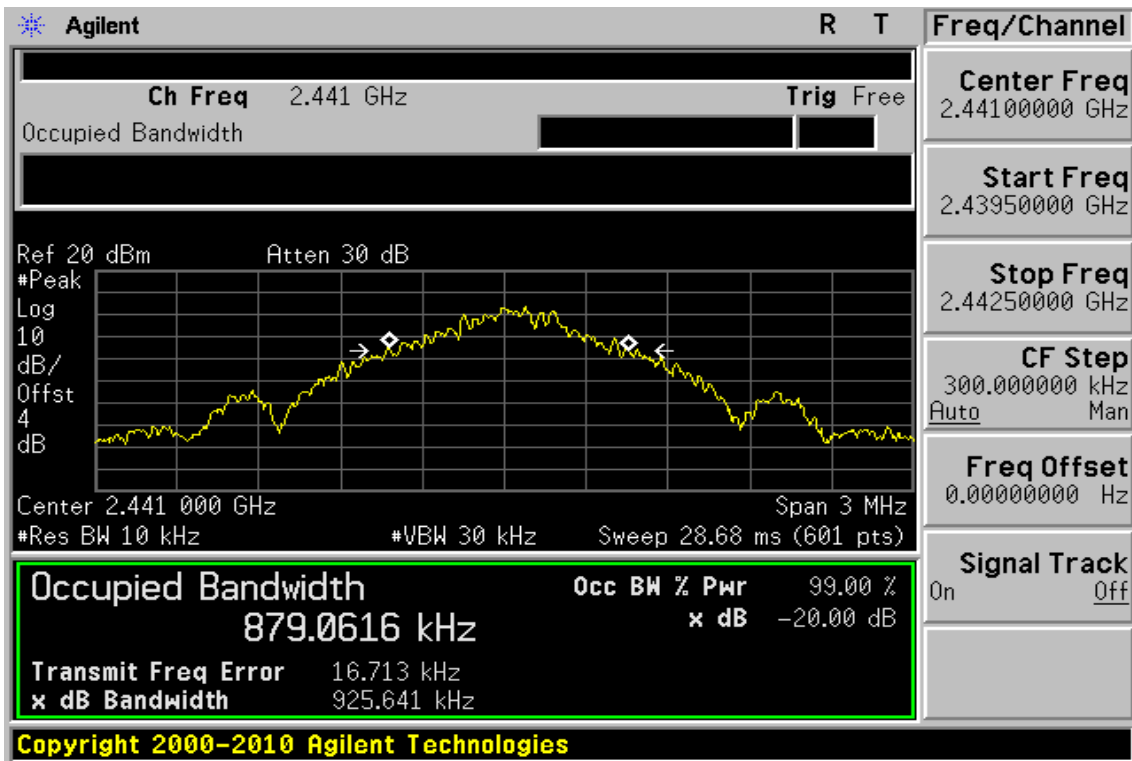 Agilent R T
Ch Freq 2.441 GHz Trig Free
Occupied Bandwidth
Ref 20 dBm Atten 30 dB
#Peak
Log
10
dB/
Offst
4
dB
Center 2.441 000 GHz Span 3 MHz
#Res BW 10 kHz #VBW 30 kHz Sweep 28.68 ms (601 pts)
Occupied Bandwidth
879.0616 kHz
Occ BW % Pwr 99.00 %
x dB -20.00 dB
Transmit Freq Error 16.713 kHz
x dB Bandwidth 925.641 kHz
Copyright 2000-2010 Agilent Technologies
Freq/Channel
Center Freq
2.44100000 GHz
Start Freq
2.43950000 GHz
Stop Freq
2.44250000 GHz
CF Step
300.000000 kHz
Auto Man
Freq Offset
0.00000000 Hz
Signal Track
On Off